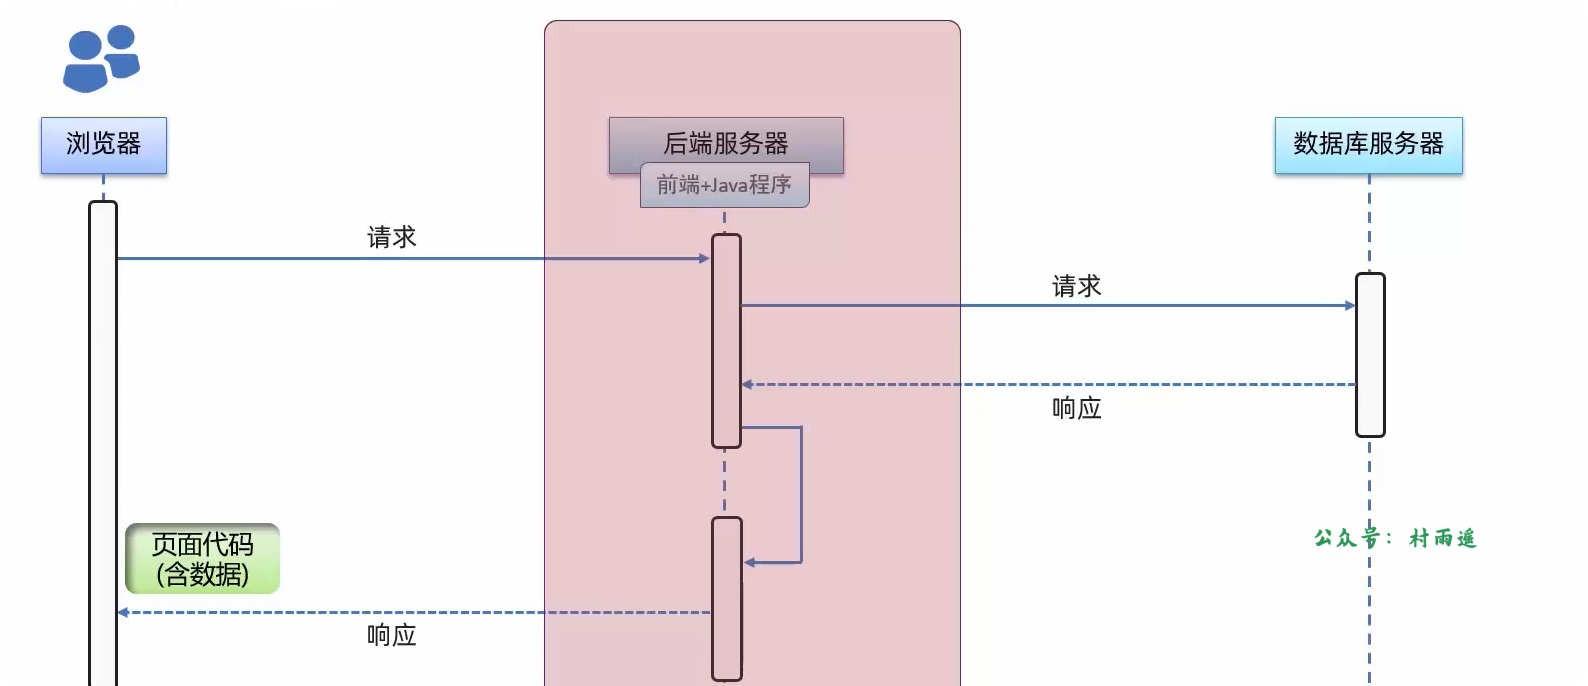 浏览器
后端服务器
数据库服务器
前端+Java程序
请求
请求
响应
页面代码
(含数据)
公众号：村雨遥
响应